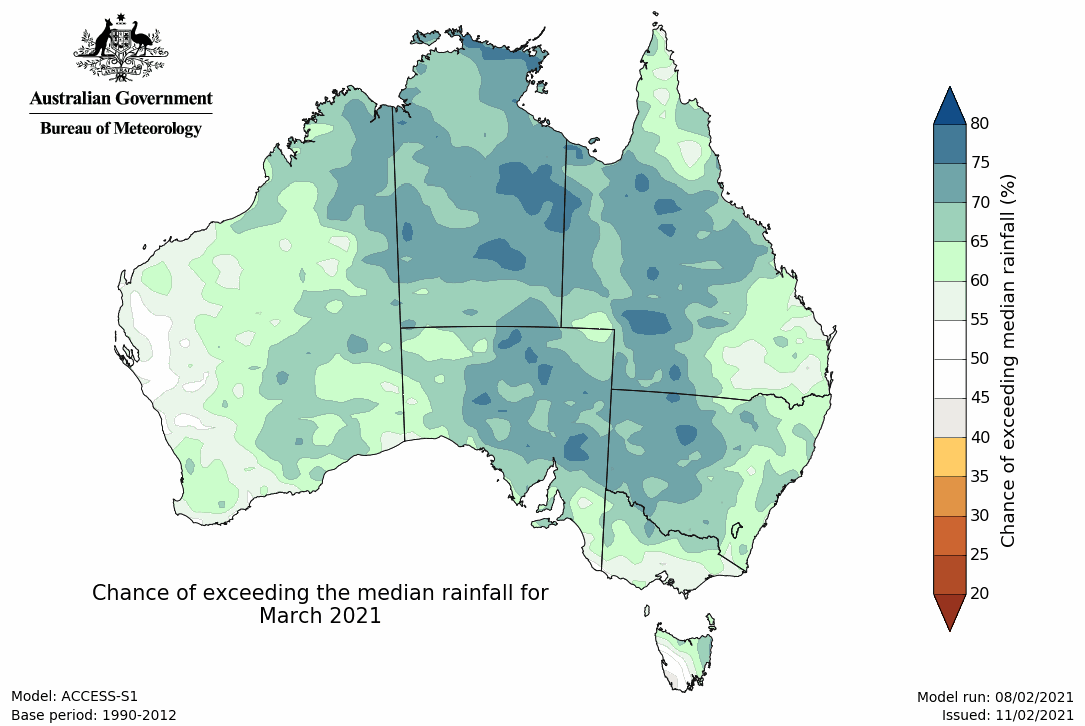 AUSTRALIA
Australian Government
Bureau of Meteorology
80
75
70
65
60
55
50
45
40
35
30
25
20
Chance of exceeding median rainfall (%)
Chance of exceeding the median rainfall for
March 2021
Model: ACCESS-S1
Base period: 1990-2012
Model run: 08/02/2021
Issued: 11/02/2021